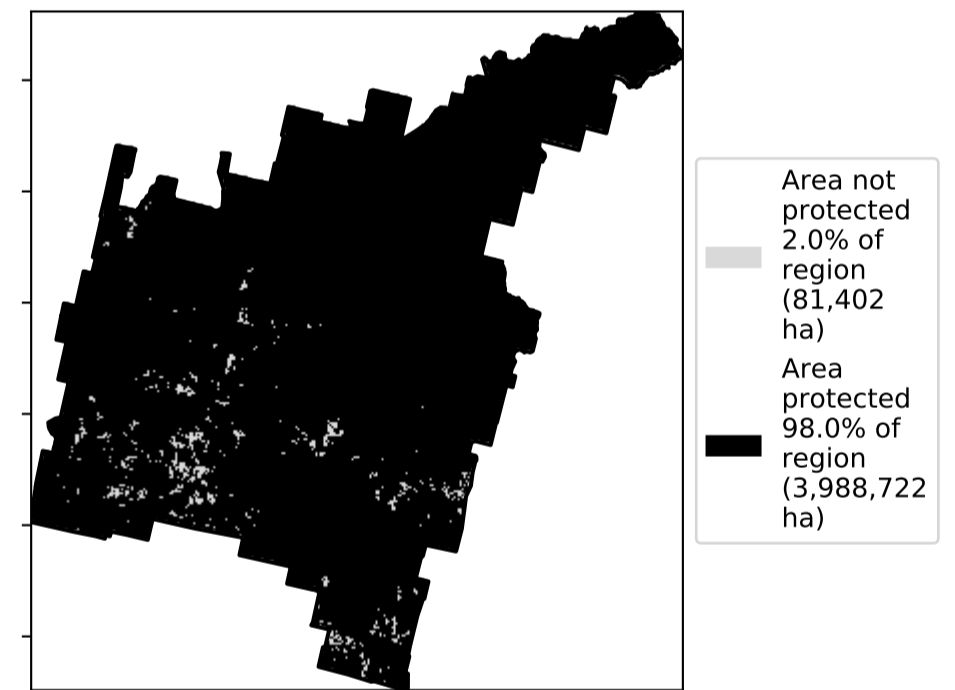 Area not
protected
2.0% of
region
(81,402
ha)
Area
protected
98.0% of
region
(3,988,722
ha)